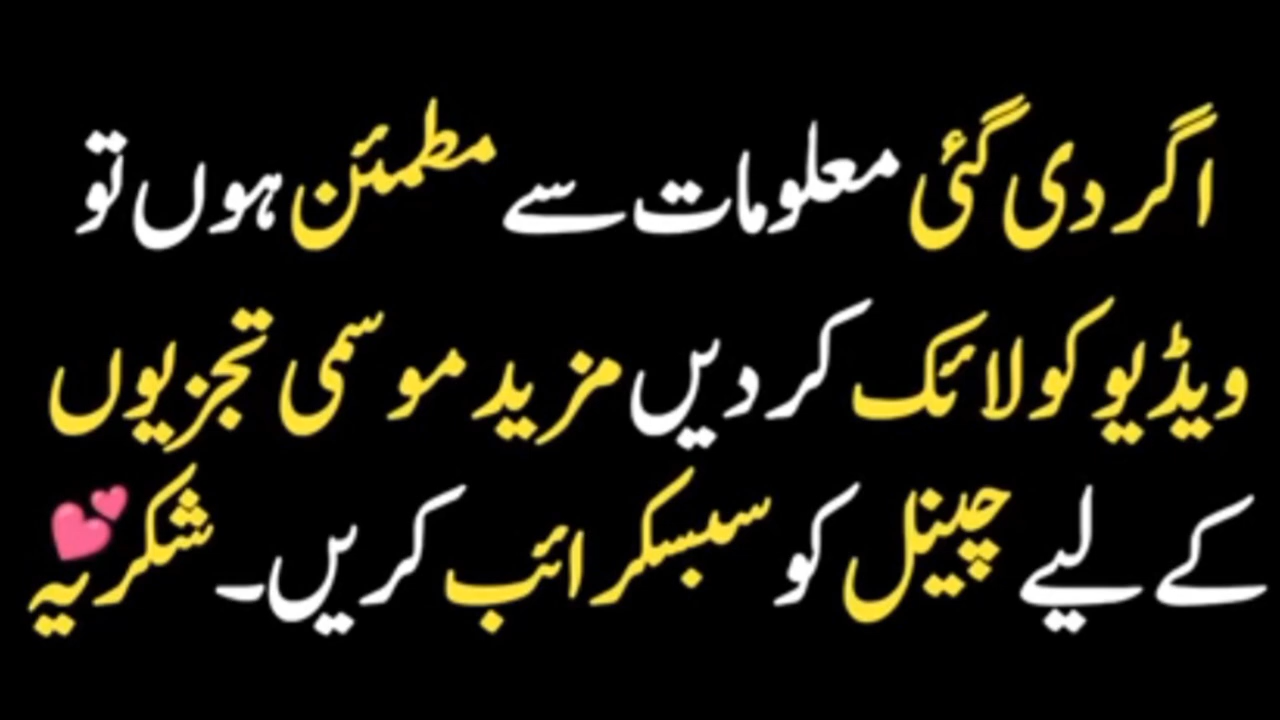 اگر دی گئی معلومات سے مطمئن ہوں تو
ویڈیو کو لائک کر دیں مزید موسمی تجزیوں
کے لیے چینل کو سبسکرائب کریں۔ شکریہ 💕